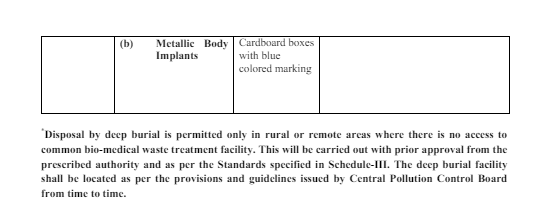 (b) Metallic Body Cardboard boxes
Implants with blue
colored marking
*Disposal by deep burial is permitted only in rural or remote areas where there is no access to
common bio-medical waste treatment facility. This will be carried out with prior approval from the
prescribed authority and as per the Standards specified in Schedule-III. The deep burial facility
shall be located as per the provisions and guidelines issued by Central Pollution Control Board
from time to time.